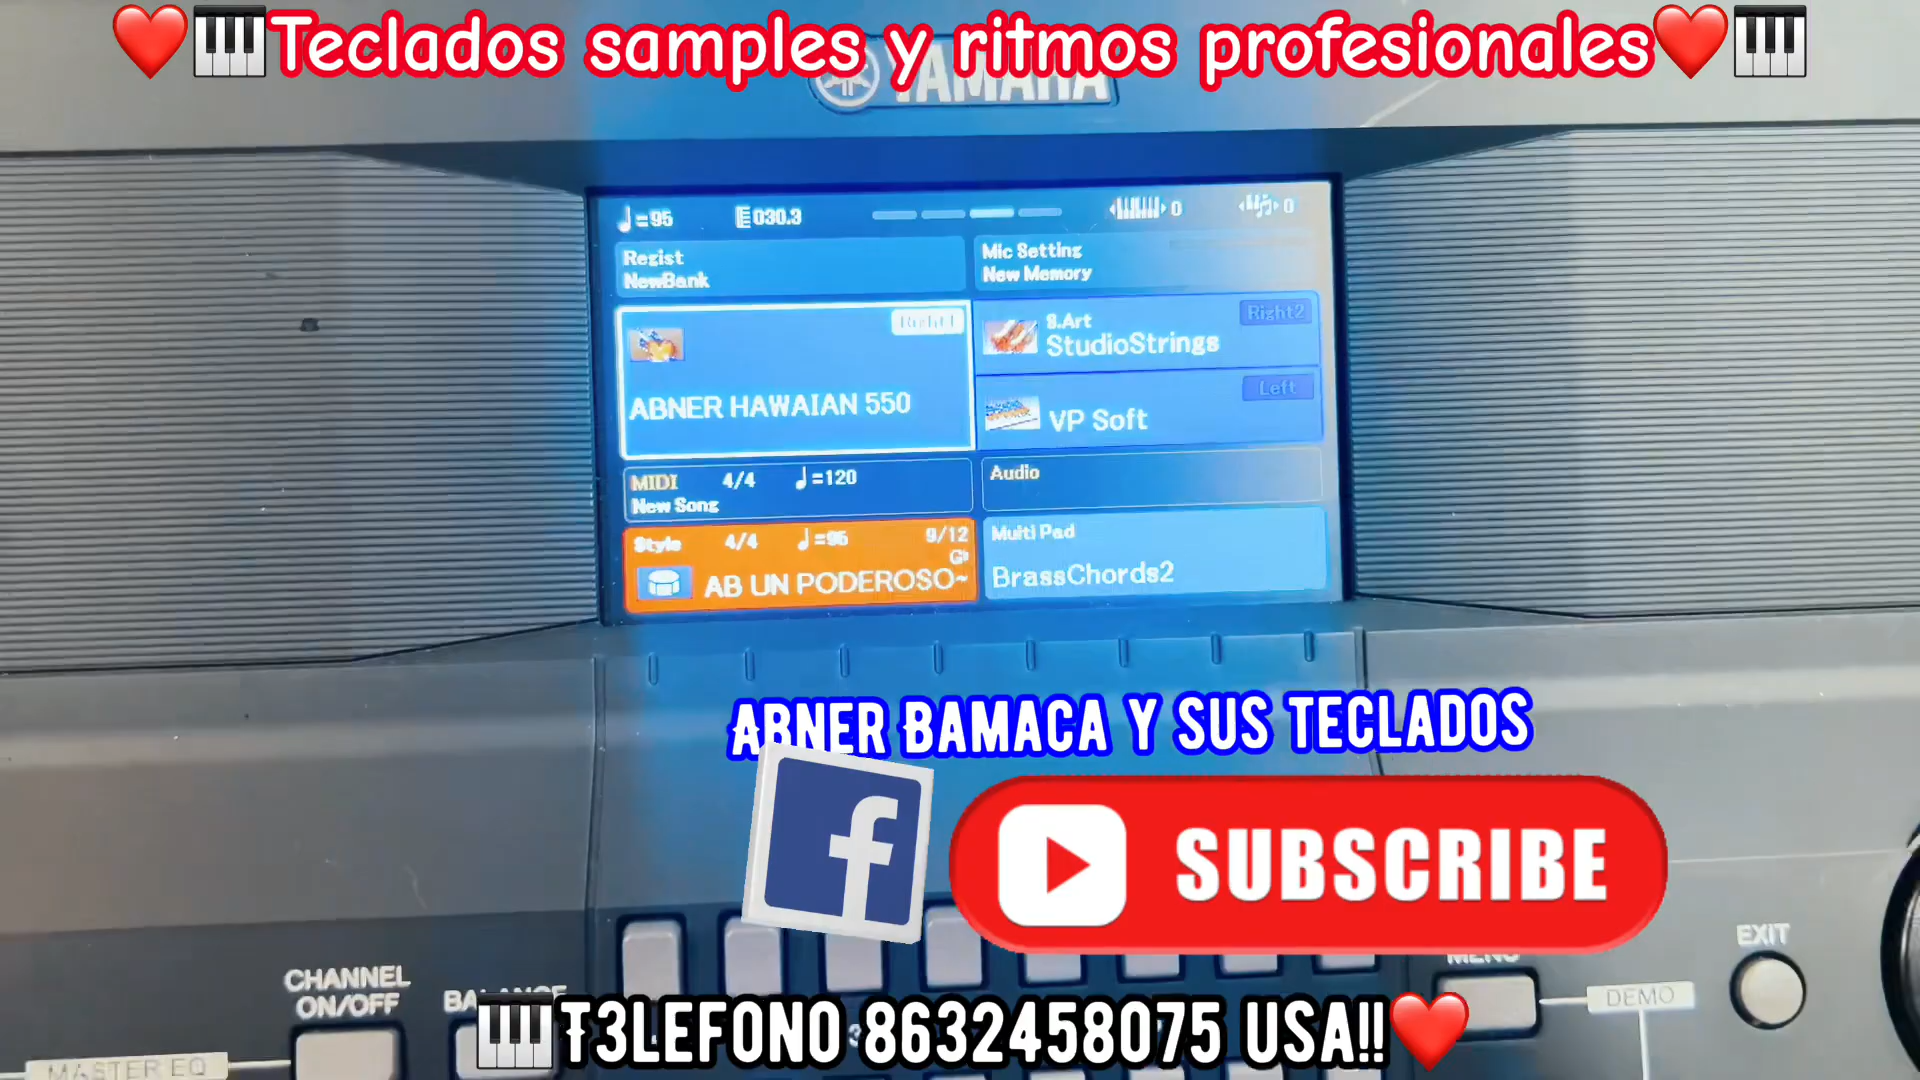 Teclados samples y ritmos profesionales
YAMAHA
=95
030.3
0
0
Regist
NewBank
Mic Setting
New Memory
Right1
ABNER HAWAIAN 550
S.Art
Right2
StudioStrings
Left
VP Soft
MIDI 4/4 =120
New Song
Audio
Style 4/4 =95 9/12
G♭
AB UN PODEROSO~
Multi Pad
BrassChords2
ABNER BAMACA Y SUS TECLADOS
f
SUBSCRIBE
CHANNEL
ON/OFF
BALANCE
MENU
EXIT
DEMO
T3LEFONO 8632458075 USA!!
MASTER EQ